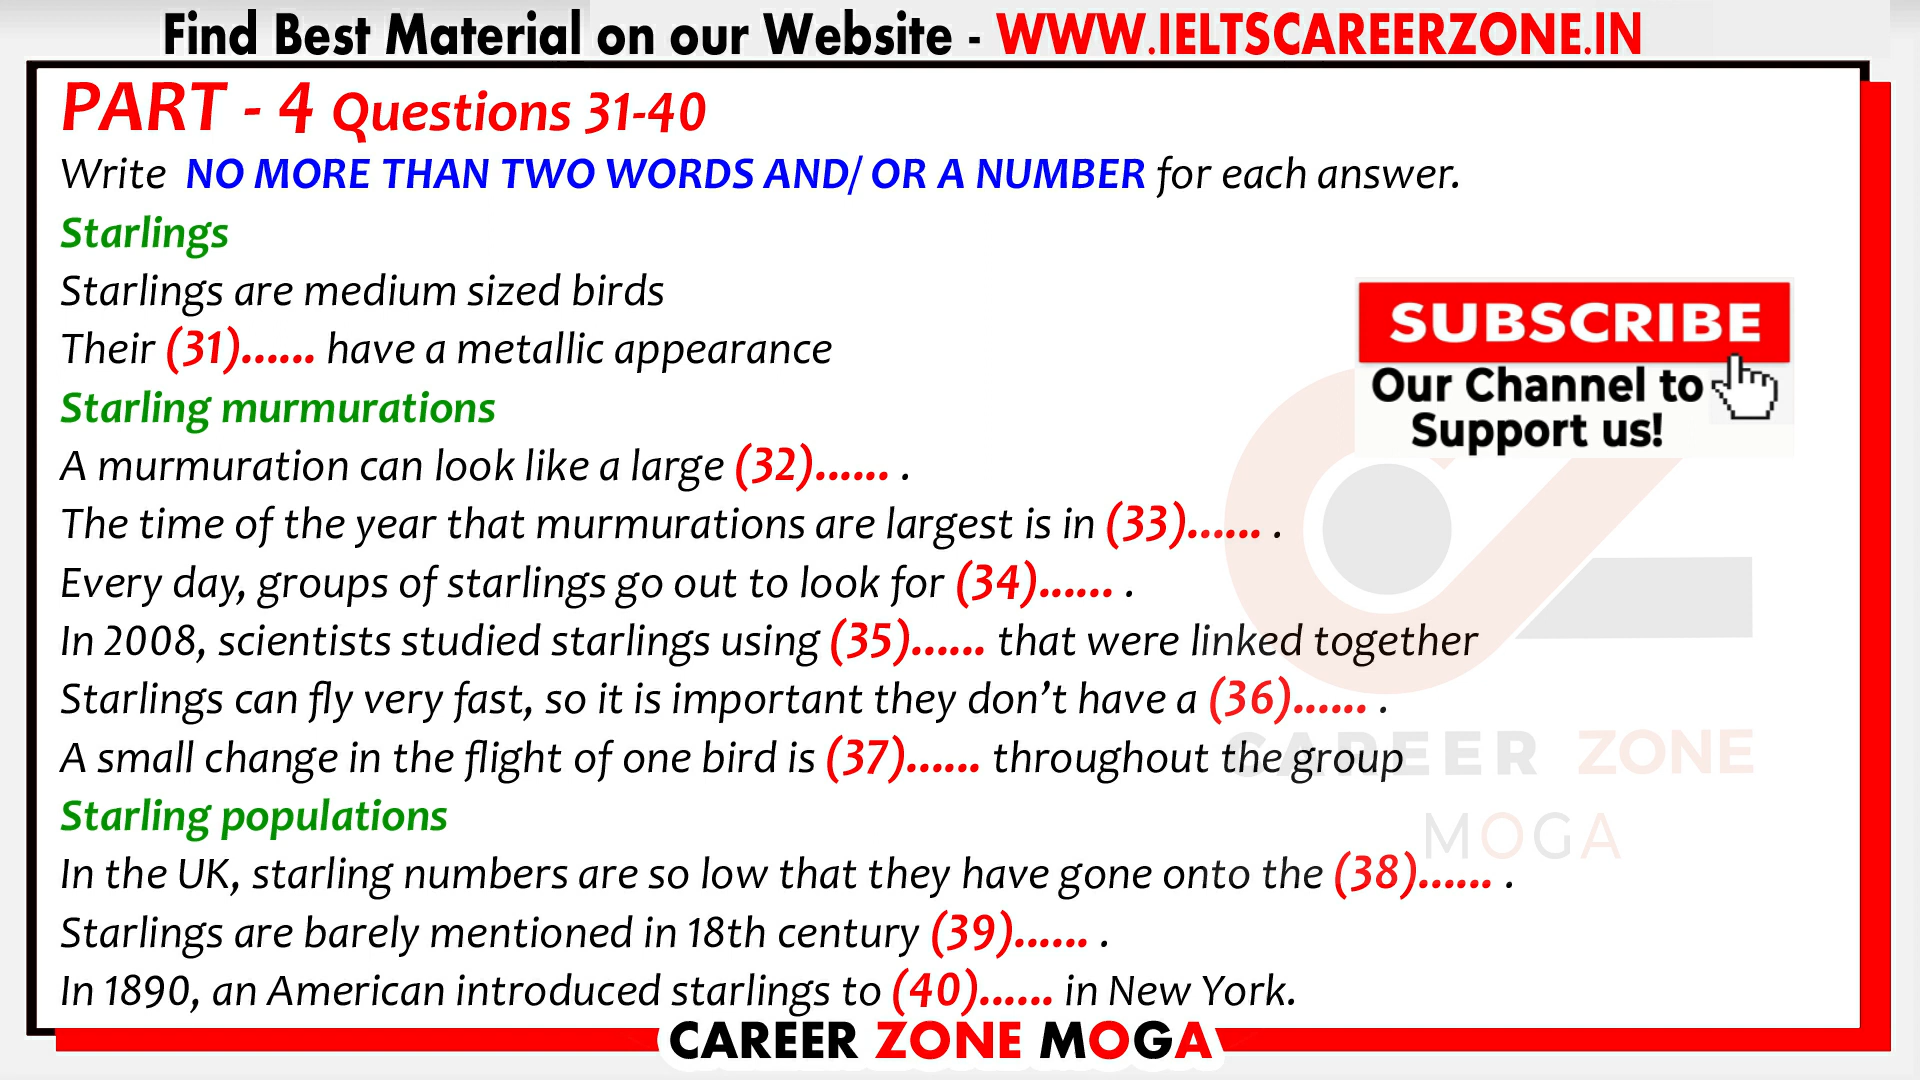 Find Best Material on our Website - WWW.IELTSCAREERZONE.IN
PART - 4 Questions 31-40
Write NO MORE THAN TWO WORDS AND/ OR A NUMBER for each answer.
Starlings
Starlings are medium sized birds
Their (31)...... have a metallic appearance
Starling murmurations
A murmuration can look like a large (32)...... .
The time of the year that murmurations are largest is in (33)...... .
Every day, groups of starlings go out to look for (34)...... .
In 2008, scientists studied starlings using (35)...... that were linked together
Starlings can fly very fast, so it is important they don't have a (36)...... .
A small change in the flight of one bird is (37)...... throughout the group
Starling populations
In the UK, starling numbers are so low that they have gone onto the (38)...... .
Starlings are barely mentioned in 18th century (39)...... .
In 1890, an American introduced starlings to (40)...... in New York.
SUBSCRIBE
Our Channel to
Support us!
CAREER ZONE
MOGA
CAREER ZONE MOGA